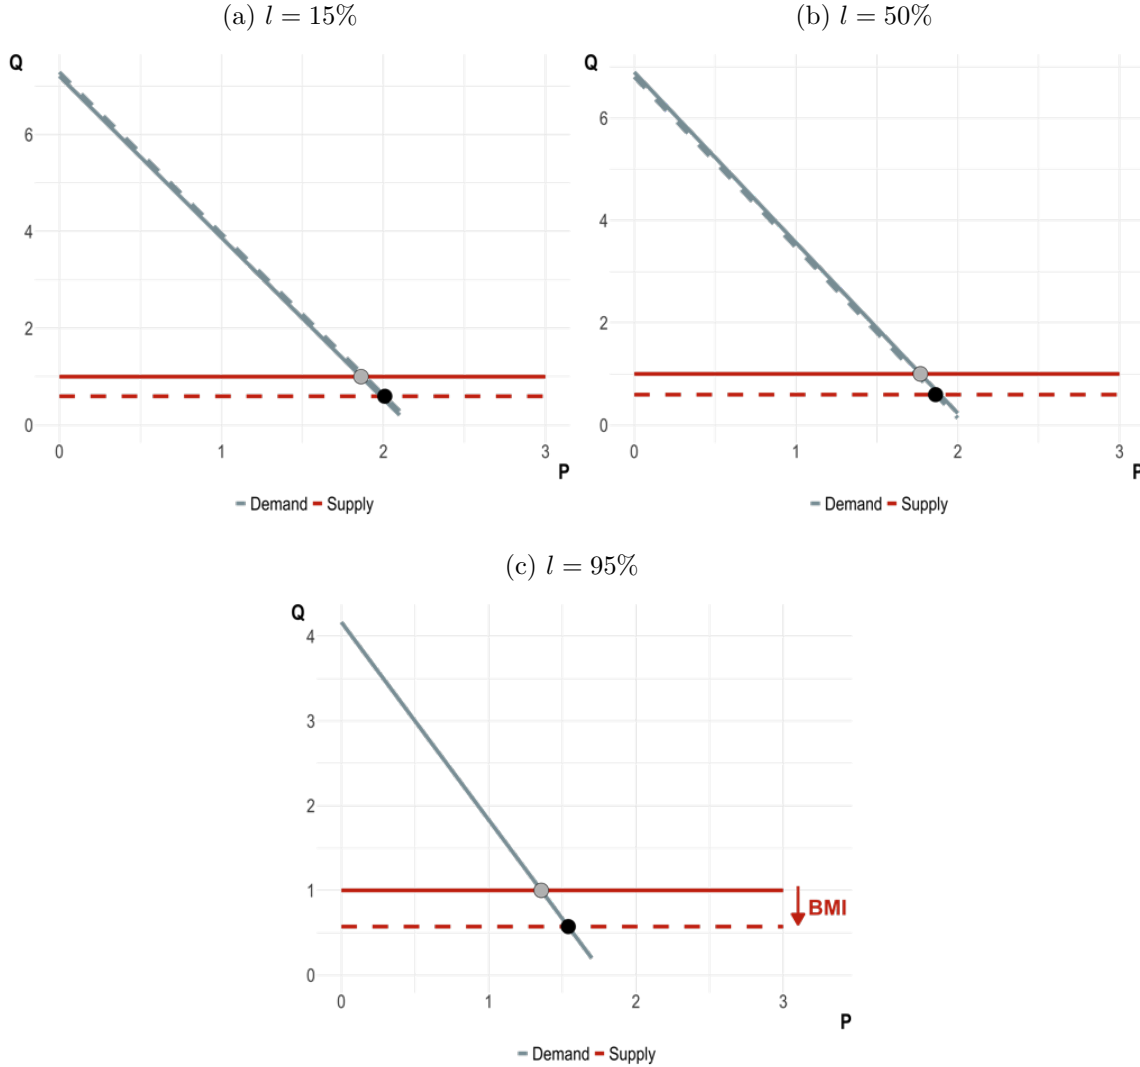 (a) l = 15%
Q
6
4
2
0
0 1 2 3
P
Demand Supply
(b) l = 50%
Q
6
4
2
0
0 1 2 3
P
Demand Supply
(c) l = 95%
Q
4
3
2
1
0
BMI
0 1 2 3
P
Demand Supply